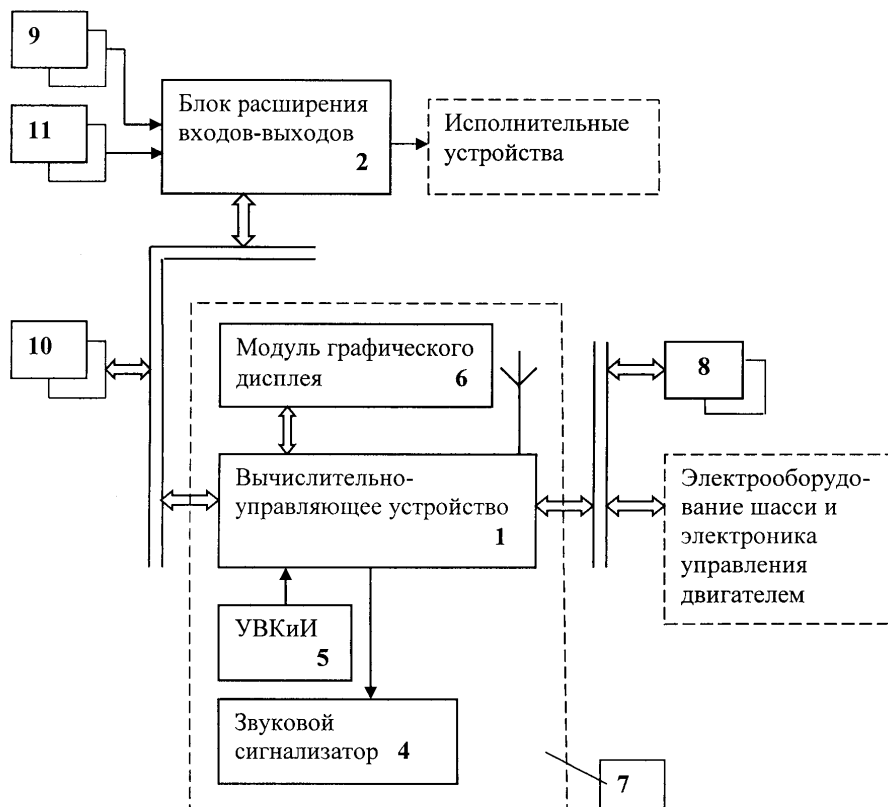 9
11
Блок расширения
входов-выходов
2
Исполнительные
устройства
10
Модуль графического
дисплея
6
8
Вычислительно-
управляющее устройство
1
Электрооборудо-
вание шасси и
электроника
управления
двигателем
УВКиИ
5
Звуковой
сигнализатор 4
7